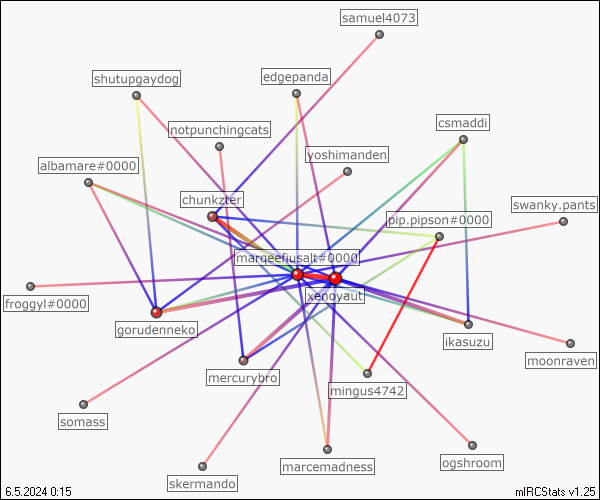 samuel4073
shutupgaydog
edgepanda
csmaddi
notpunchingcats
yoshimanden
albamare#0000
chunkzter
swanky.pants
pip.pipson#0000
marqeefjusalt#0000
xenoyaut
froggyl#0000
gorudenneko
ikasuzu
moonraven
mercurybro
mingus4742
somass
marcemadness
ogshroom
skermando
6.5.2024 0:15
mIRCStats v1.25